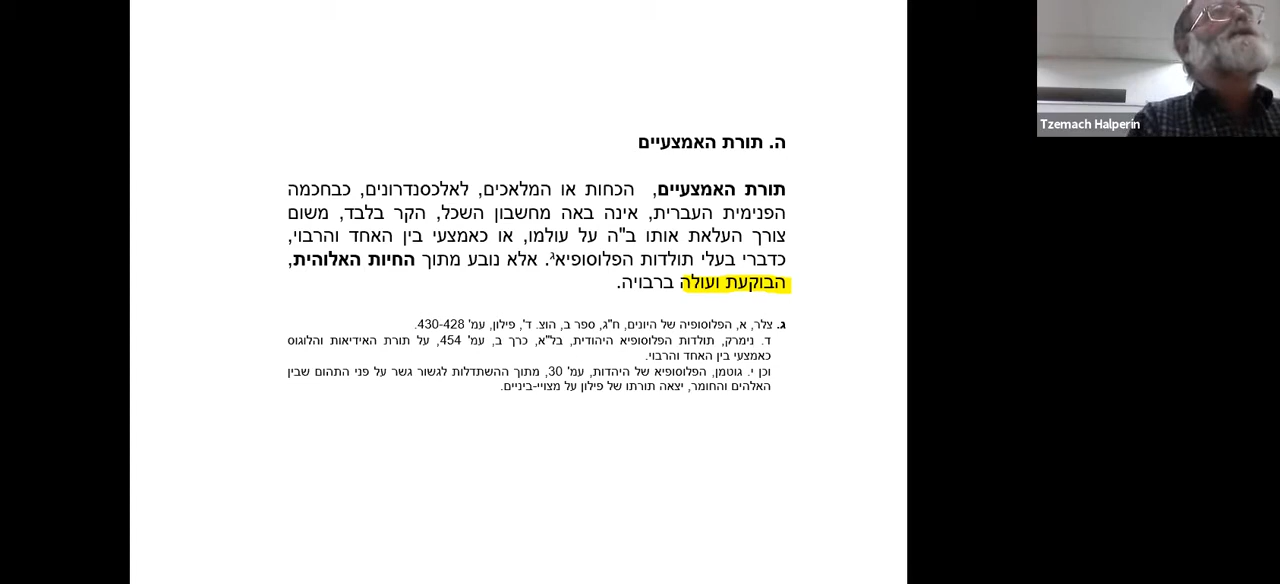 ה. תורת האמצעיים
תורת האמצעיים, הכחות או המלאכים, לאלכסנדרונים, כבחכמה
הפנימית העברית, אינה באה מחשבון השכל, הקר בלבד, משום
צורך העלאת אותו ב"ה על עולמו, או כאמצעי בין האחד והרבוי,
כדברי בעלי תולדות הפלוסופיאג. אלא נובע מתוך החיות האלוהית,
הבוקעת ועולה ברבויה.
ג. צלר, א, הפלוסופיה של היונים, ח"ג, ספר ב, הוצ. ד', פילון, עמ' 430-428.
ד. נימרק, תולדות הפלוסופיא היהודית, בל"א, כרך ב, עמ' 454, על תורת האידיאות והלוגוס
כאמצעי בין האחד והרבוי.
וכן י. גוטמן, הפלוסופיא של היהדות, עמ' 30, מתוך ההשתדלות לגשור גשר על פני התהום שבין
האלהים והחומר, יצאה תורתו של פילון על מצויי-ביניים.
Tzemach Halperin